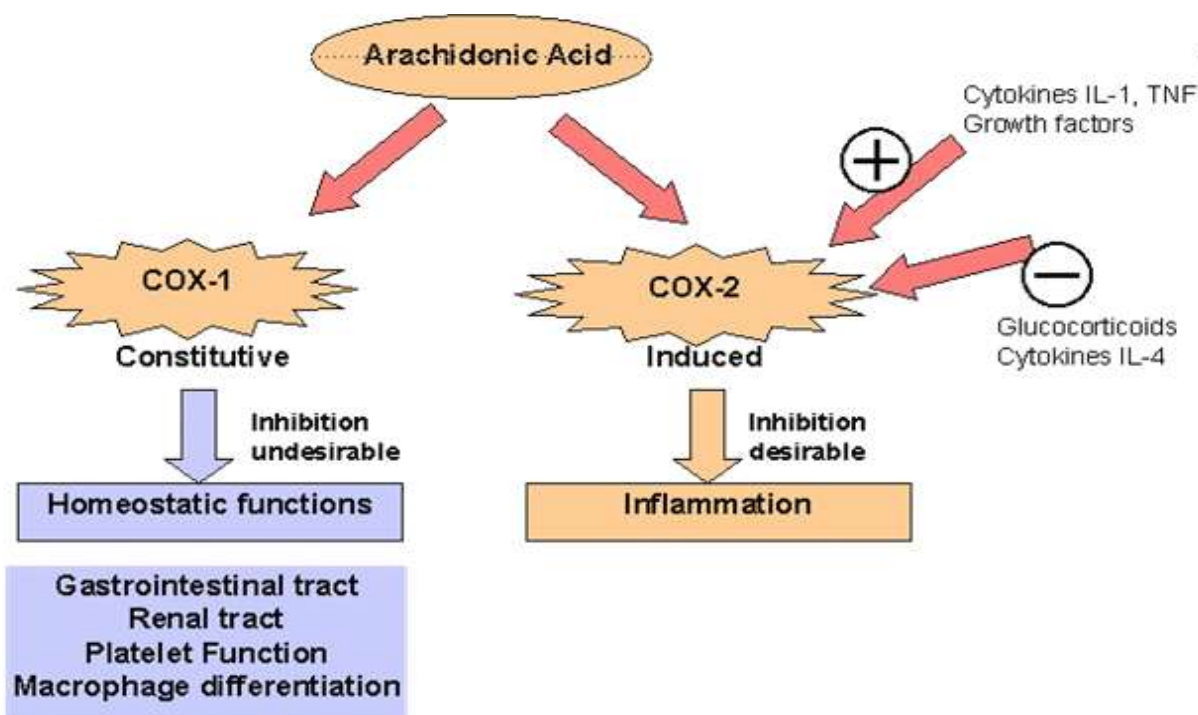 Arachidonic Acid
Cytokines IL-1, TNF
Growth factors
+
−
COX-1
COX-2
Constitutive
Induced
Glucocorticoids
Cytokines IL-4
Inhibition
undesirable
Inhibition
desirable
Homeostatic functions
Inflammation
Gastrointestinal tract
Renal tract
Platelet Function
Macrophage differentiation